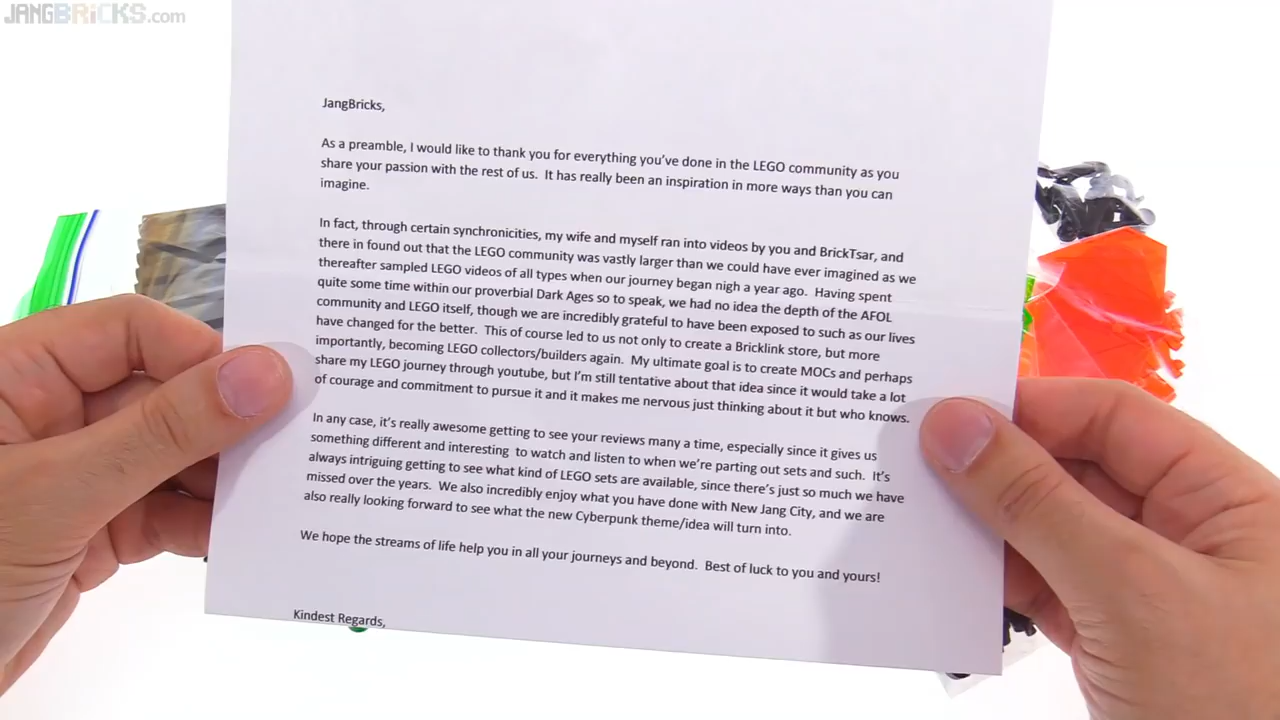 JANGBRiCKS.com
JangBricks,
As a preamble, I would like to thank you for everything you've done in the LEGO community as you
share your passion with the rest of us.  It has really been an inspiration in more ways than you can
imagine.
In fact, through certain synchronicities, my wife and myself ran into videos by you and BrickTsar, and
there in found out that the LEGO community was vastly larger than we could have ever imagined as we
thereafter sampled LEGO videos of all types when our journey began nigh a year ago.  Having spent
quite some time within our proverbial Dark Ages so to speak, we had no idea the depth of the AFOL
community and LEGO itself, though we are incredibly grateful to have been exposed to such as our lives
have changed for the better.  This of course led to us not only to create a Bricklink store, but more
importantly, becoming LEGO collectors/builders again.  My ultimate goal is to create MOCs and perhaps
share my LEGO journey through youtube, but I'm still tentative about that idea since it would take a lot
of courage and commitment to pursue it and it makes me nervous just thinking about it but who knows.
In any case, it's really awesome getting to see your reviews many a time, especially since it gives us
something different and interesting  to watch and listen to when we're parting out sets and such.  It's
always intriguing getting to see what kind of LEGO sets are available, since there's just so much we have
missed over the years.  We also incredibly enjoy what you have done with New Jang City, and we are
also really looking forward to see what the new Cyberpunk theme/idea will turn into.
We hope the streams of life help you in all your journeys and beyond.  Best of luck to you and yours!
Kindest Regards,